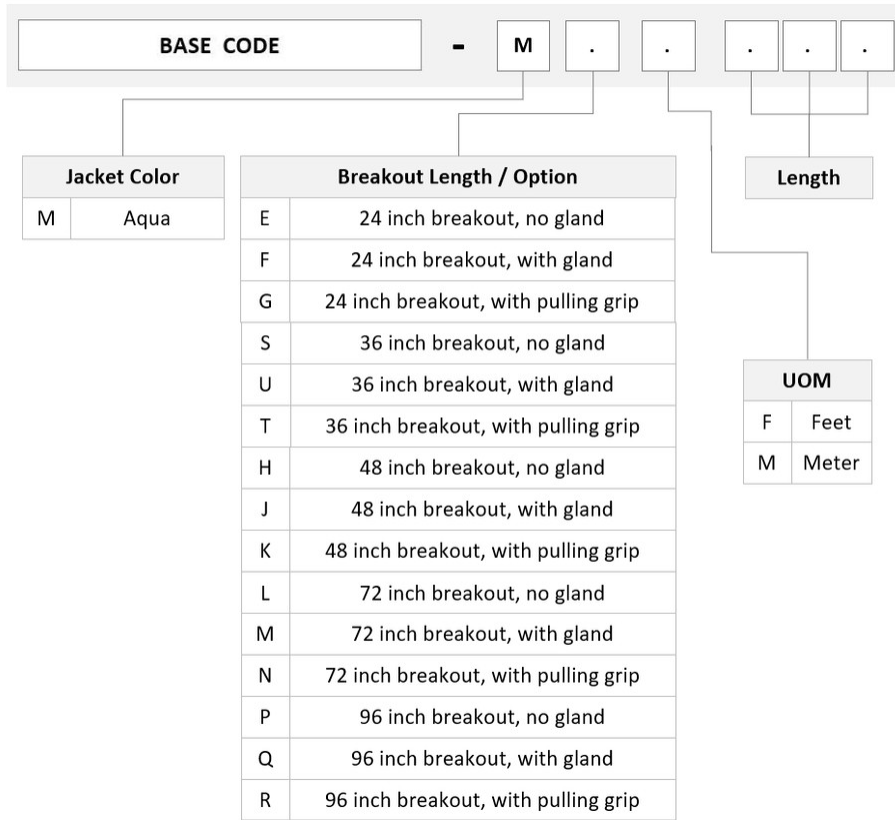 BASE CODE - M . . . . .
Jacket Color
M Aqua
Breakout Length / Option
E 24 inch breakout, no gland
F 24 inch breakout, with gland
G 24 inch breakout, with pulling grip
S 36 inch breakout, no gland
U 36 inch breakout, with gland
T 36 inch breakout, with pulling grip
H 48 inch breakout, no gland
J 48 inch breakout, with gland
K 48 inch breakout, with pulling grip
L 72 inch breakout, no gland
M 72 inch breakout, with gland
N 72 inch breakout, with pulling grip
P 96 inch breakout, no gland
Q 96 inch breakout, with gland
R 96 inch breakout, with pulling grip
Length
UOM
F Feet
M Meter